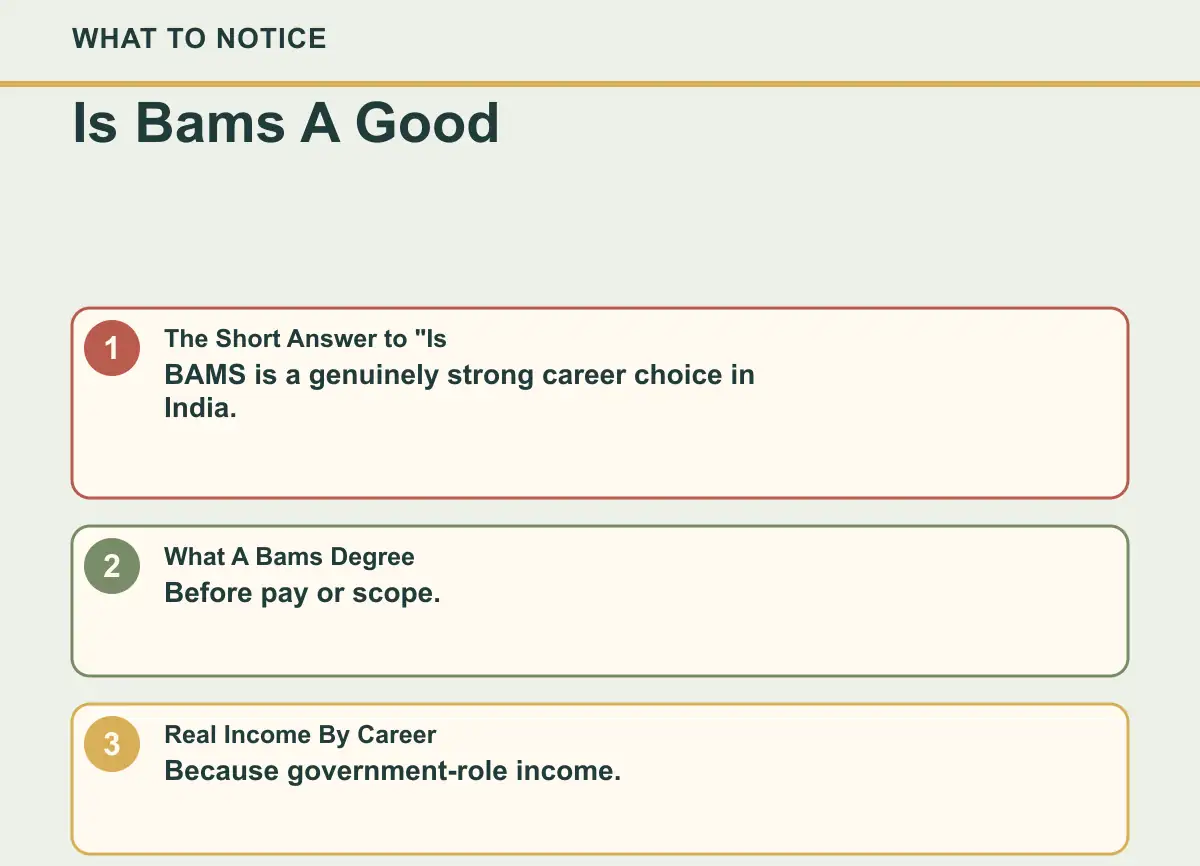 WHAT TO NOTICE
Is Bams A Good
1
The Short Answer to "Is
BAMS is a genuinely strong career choice in
India.
2
What A Bams Degree
Before pay or scope.
3
Real Income By Career
Because government-role income.